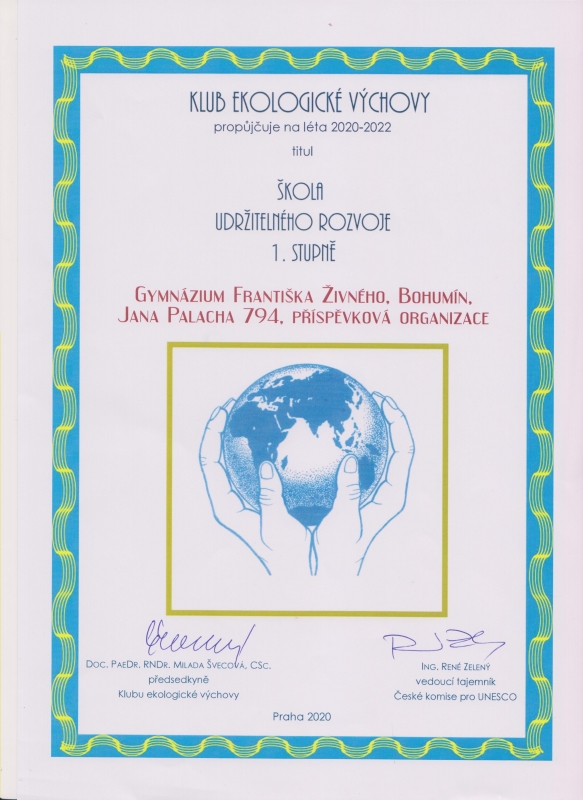 KLUB EKOLOGICKÉ VÝCHOVY
propůjčuje na léta 2020-2022
titul
ŠKOLA
UDRŽITELNÉHO ROZVOJE
1. STUPNĚ
GYMNÁZIUM FRANTIŠKA ŽIVNÉHO, BOHUMÍN,
JANA PALACHA 794, PŘÍSPĚVKOVÁ ORGANIZACE
DOC. PAEDR. RNDR. MILADA ŠVECOVÁ, CSC.
předsedkyně
Klubu ekologické výchovy
ING. RENÉ ZELENÝ
vedoucí tajemník
České komise pro UNESCO
Praha 2020